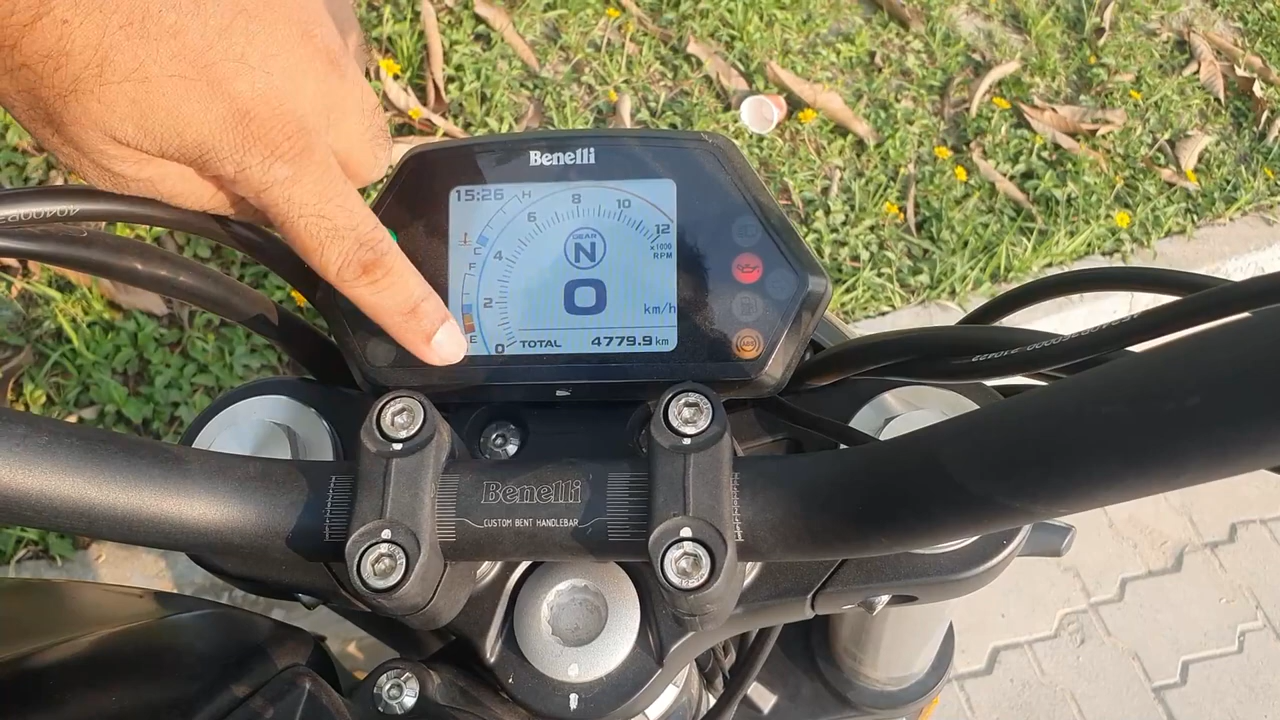 Benelli
15:26 H
6 8 10
12
x1000
RPM
GEAR
N
C
4
F
2
0
km/h
E
0
TOTAL 4779.9 km
ABS
Benelli
CUSTOM BENT HANDLEBAR